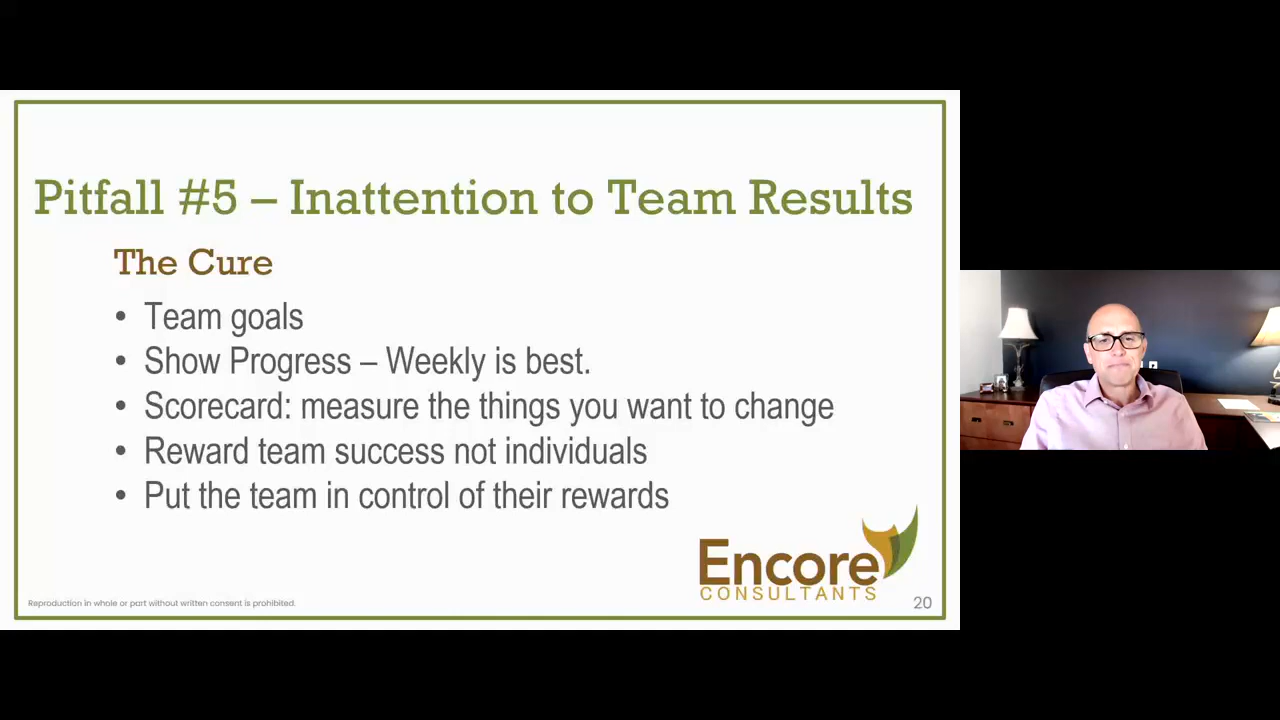 Pitfall #5 – Inattention to Team Results
The Cure
• Team goals
• Show Progress – Weekly is best.
• Scorecard: measure the things you want to change
• Reward team success not individuals
• Put the team in control of their rewards
Encore
CONSULTANTS
Reproduction in whole or part without written consent is prohibited.
20